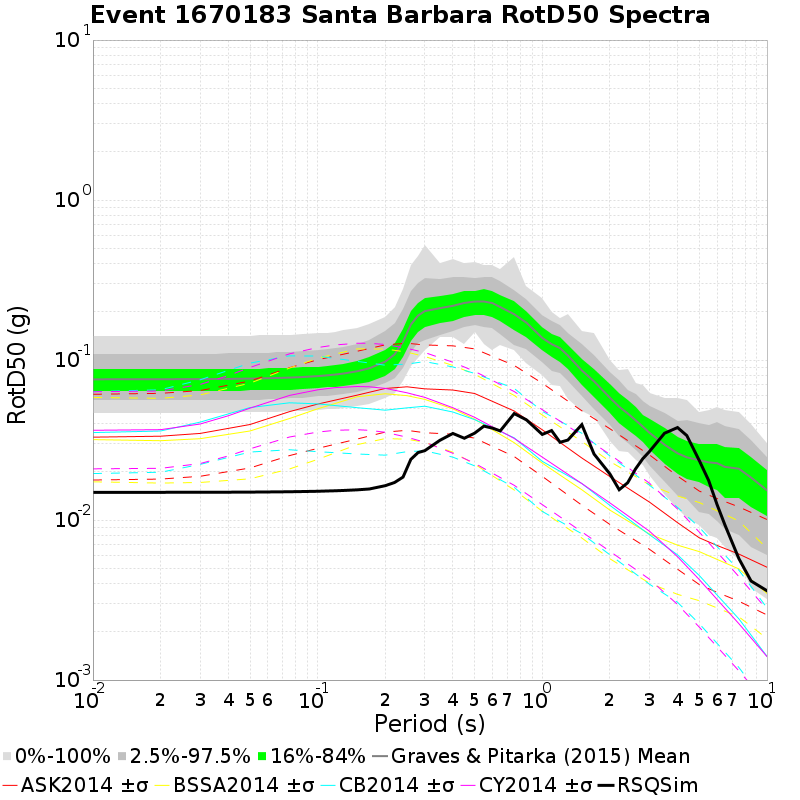 Event 1670183 Santa Barbara RotD50 Spectra
10^1
10^0
10^-1
10^-2
10^-3
RotD50 (g)
10^-2 2 3 4 5 6 10^-1 2 3 4 5 6 7 10^0 2 3 4 5 6 7 10^1
Period (s)
0%-100% 2.5%-97.5% 16%-84% Graves & Pitarka (2015) Mean
ASK2014 ±σ BSSA2014 ±σ CB2014 ±σ CY2014 ±σ RSQSim